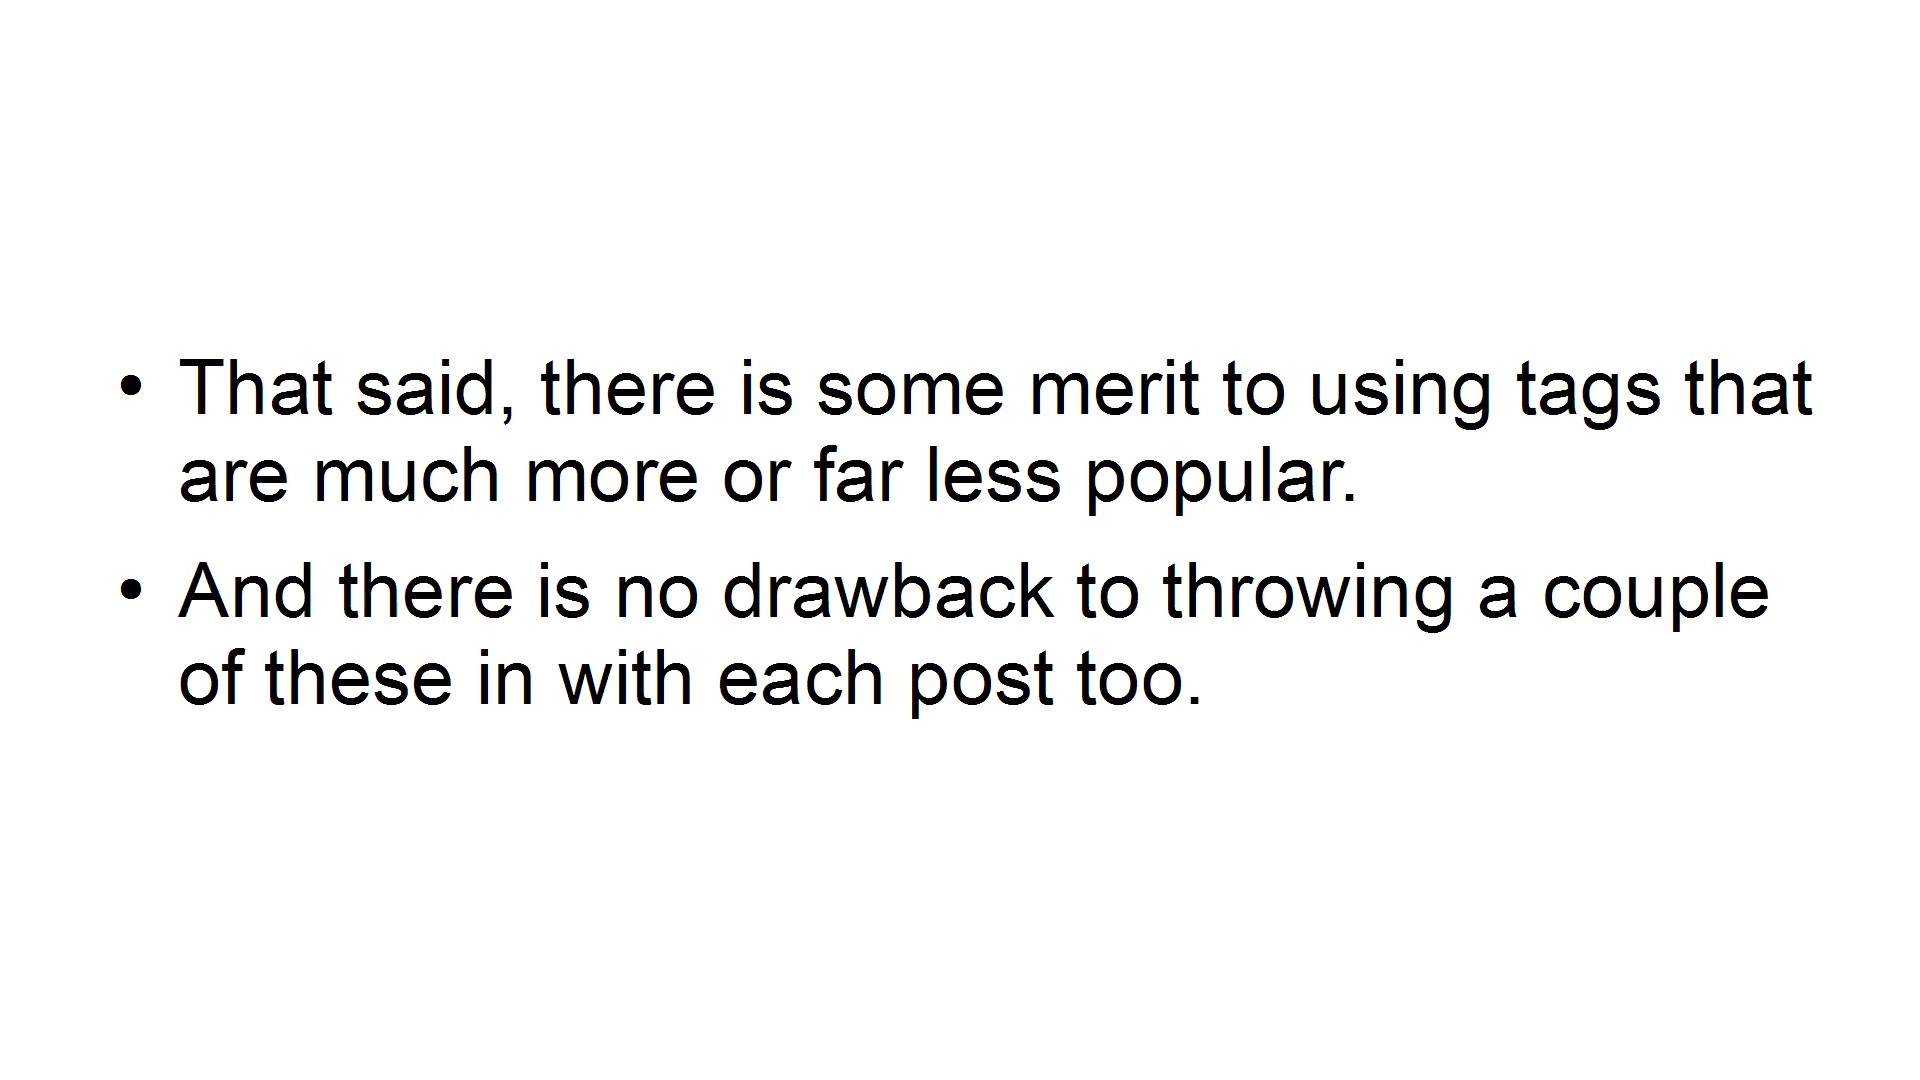 • That said, there is some merit to using tags that
are much more or far less popular.
• And there is no drawback to throwing a couple
of these in with each post too.